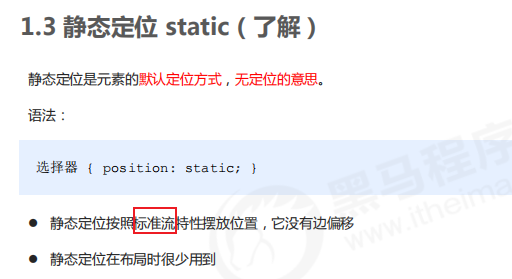 1.3 静态定位 static（了解）
静态定位是元素的默认定位方式，无定位的意思。
语法：
选择器 { position: static; }
● 静态定位按照标准流特性摆放位置，它没有边偏移
● 静态定位在布局时很少用到
黑马程序
www.itheima